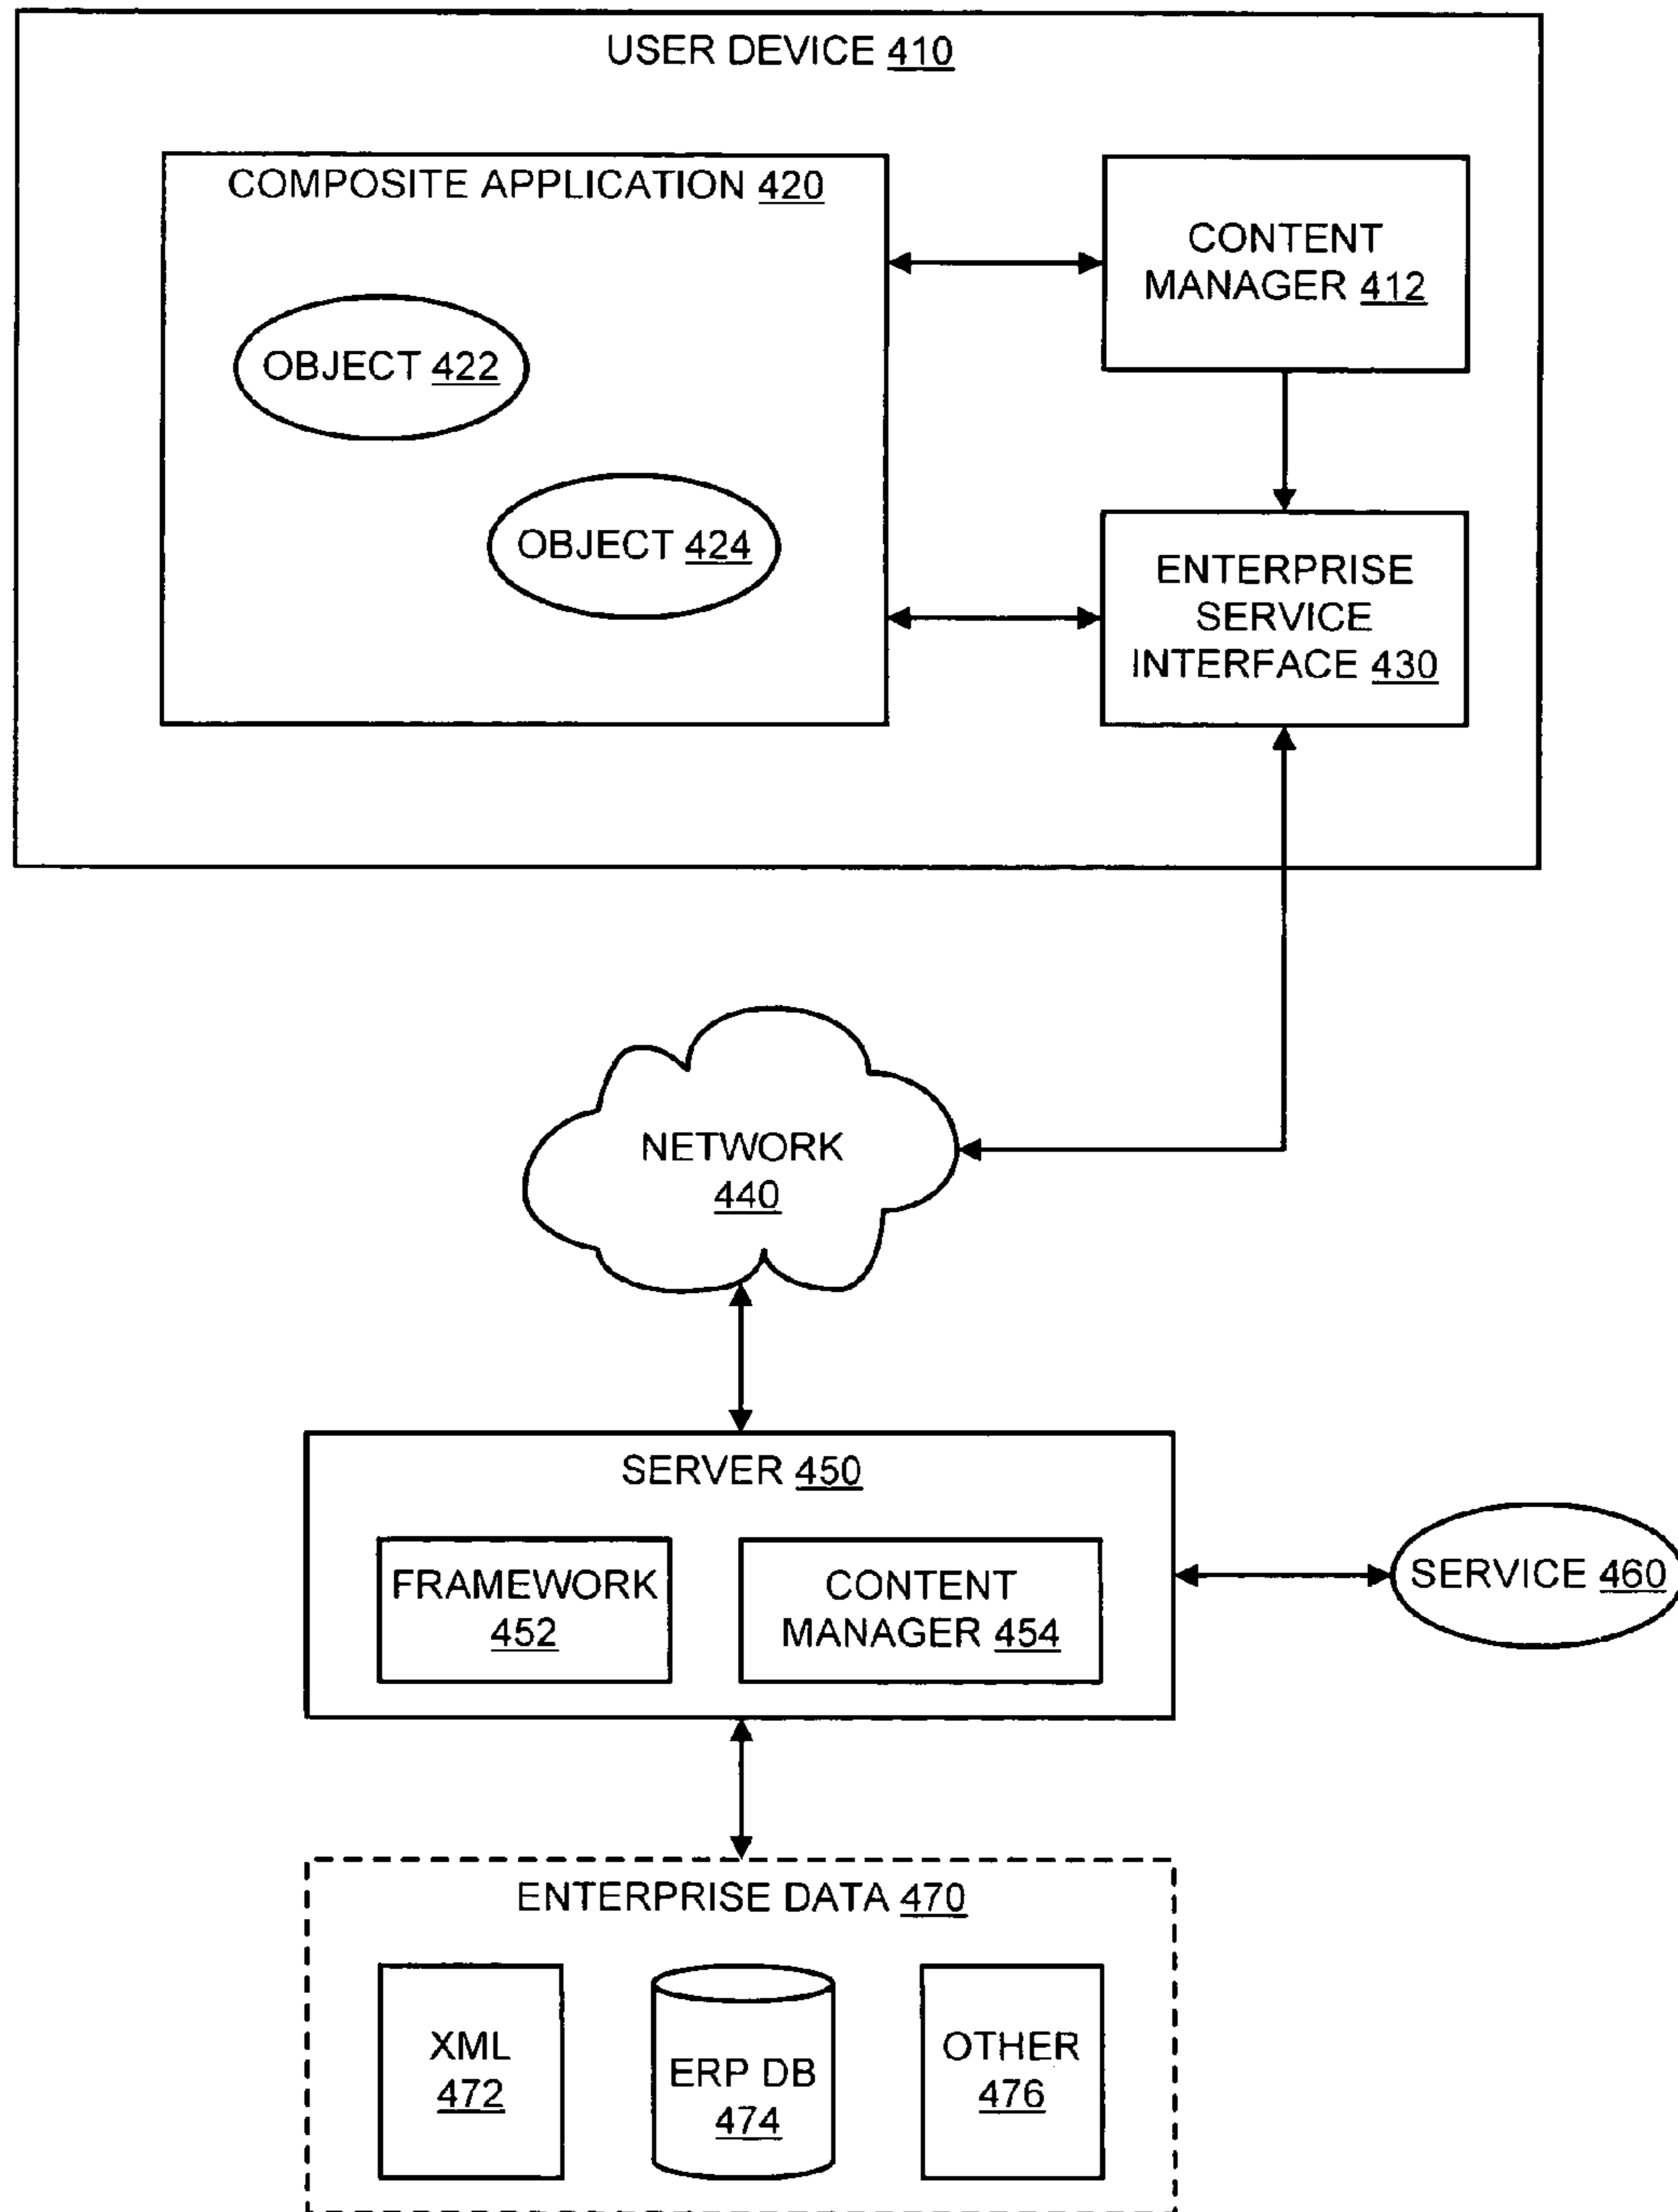 USER DEVICE 410
COMPOSITE APPLICATION 420
OBJECT 422
OBJECT 424
CONTENT
MANAGER 412
ENTERPRISE
SERVICE
INTERFACE 430
NETWORK
440
SERVER 450
FRAMEWORK
452
CONTENT
MANAGER 454
SERVICE 460
ENTERPRISE DATA 470
XML
472
ERP DB
474
OTHER
476